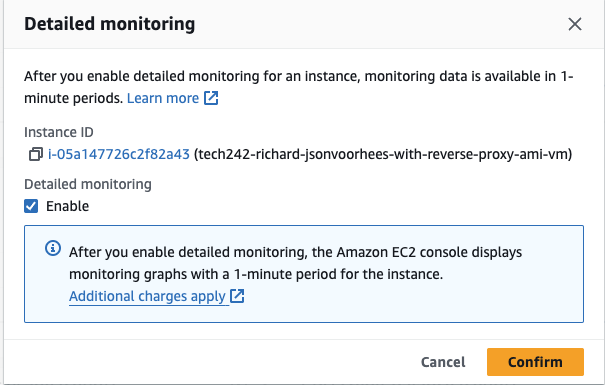 Detailed monitoring
After you enable detailed monitoring for an instance, monitoring data is available in 1-
minute periods. Learn more
Instance ID
i-05a147726c2f82a43 (tech242-richard-jsonvoorhees-with-reverse-proxy-ami-vm)
Detailed monitoring
Enable
After you enable detailed monitoring, the Amazon EC2 console displays
monitoring graphs with a 1-minute period for the instance.
Additional charges apply
Cancel Confirm